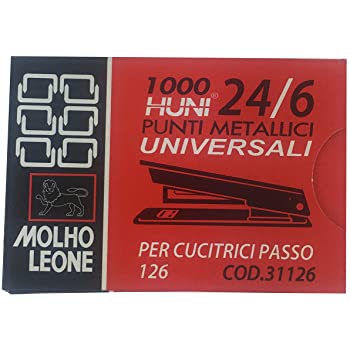 1000
HUNI® 24/6
PUNTI METALLICI
UNIVERSALI
MOLHO
LEONE
PER CUCITRICI PASSO
126 COD.31126